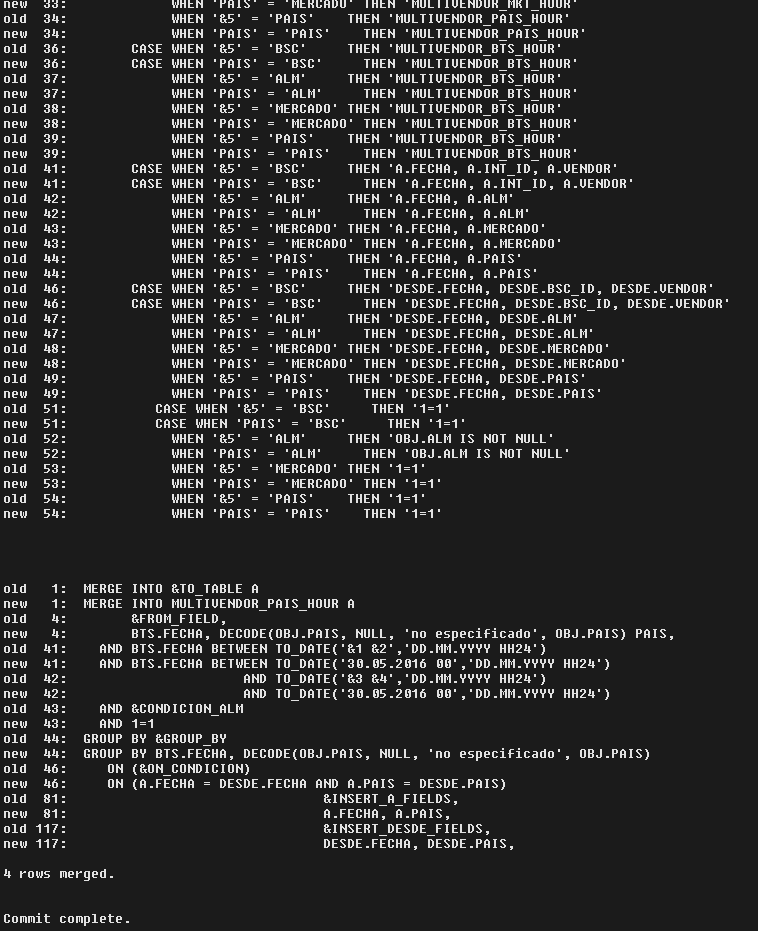 new  33:             WHEN 'PAIS' = 'MERCADO' THEN 'MULTIVENDOR_MKT_HOUR'
old  34:             WHEN '&5' = 'PAIS'    THEN 'MULTIVENDOR_PAIS_HOUR'
new  34:             WHEN 'PAIS' = 'PAIS'    THEN 'MULTIVENDOR_PAIS_HOUR'
old  36:        CASE WHEN '&5' = 'BSC'     THEN 'MULTIVENDOR_BTS_HOUR'
new  36:        CASE WHEN 'PAIS' = 'BSC'     THEN 'MULTIVENDOR_BTS_HOUR'
old  37:             WHEN '&5' = 'ALM'     THEN 'MULTIVENDOR_BTS_HOUR'
new  37:             WHEN 'PAIS' = 'ALM'     THEN 'MULTIVENDOR_BTS_HOUR'
old  38:             WHEN '&5' = 'MERCADO' THEN 'MULTIVENDOR_BTS_HOUR'
new  38:             WHEN 'PAIS' = 'MERCADO' THEN 'MULTIVENDOR_BTS_HOUR'
old  39:             WHEN '&5' = 'PAIS'    THEN 'MULTIVENDOR_BTS_HOUR'
new  39:             WHEN 'PAIS' = 'PAIS'    THEN 'MULTIVENDOR_BTS_HOUR'
old  41:        CASE WHEN '&5' = 'BSC'     THEN 'A.FECHA, A.INT_ID, A.VENDOR'
new  41:        CASE WHEN 'PAIS' = 'BSC'     THEN 'A.FECHA, A.INT_ID, A.VENDOR'
old  42:             WHEN '&5' = 'ALM'     THEN 'A.FECHA, A.ALM'
new  42:             WHEN 'PAIS' = 'ALM'     THEN 'A.FECHA, A.ALM'
old  43:             WHEN '&5' = 'MERCADO' THEN 'A.FECHA, A.MERCADO'
new  43:             WHEN 'PAIS' = 'MERCADO' THEN 'A.FECHA, A.MERCADO'
old  44:             WHEN '&5' = 'PAIS'    THEN 'A.FECHA, A.PAIS'
new  44:             WHEN 'PAIS' = 'PAIS'    THEN 'A.FECHA, A.PAIS'
old  46:        CASE WHEN '&5' = 'BSC'     THEN 'DESDE.FECHA, DESDE.BSC_ID, DESDE.VENDOR'
new  46:        CASE WHEN 'PAIS' = 'BSC'     THEN 'DESDE.FECHA, DESDE.BSC_ID, DESDE.VENDOR'
old  47:             WHEN '&5' = 'ALM'     THEN 'DESDE.FECHA, DESDE.ALM'
new  47:             WHEN 'PAIS' = 'ALM'     THEN 'DESDE.FECHA, DESDE.ALM'
old  48:             WHEN '&5' = 'MERCADO' THEN 'DESDE.FECHA, DESDE.MERCADO'
new  48:             WHEN 'PAIS' = 'MERCADO' THEN 'DESDE.FECHA, DESDE.MERCADO'
old  49:             WHEN '&5' = 'PAIS'    THEN 'DESDE.FECHA, DESDE.PAIS'
new  49:             WHEN 'PAIS' = 'PAIS'    THEN 'DESDE.FECHA, DESDE.PAIS'
old  51:           CASE WHEN '&5' = 'BSC'     THEN '1=1'
new  51:           CASE WHEN 'PAIS' = 'BSC'     THEN '1=1'
old  52:             WHEN '&5' = 'ALM'     THEN 'OBJ.ALM IS NOT NULL'
new  52:             WHEN 'PAIS' = 'ALM'     THEN 'OBJ.ALM IS NOT NULL'
old  53:             WHEN '&5' = 'MERCADO' THEN '1=1'
new  53:             WHEN 'PAIS' = 'MERCADO' THEN '1=1'
old  54:             WHEN '&5' = 'PAIS'    THEN '1=1'
new  54:             WHEN 'PAIS' = 'PAIS'    THEN '1=1'
old   1:  MERGE INTO &TO_TABLE A
new   1:  MERGE INTO MULTIVENDOR_PAIS_HOUR A
old   4:        &FROM_FIELD,
new   4:        BTS.FECHA, DECODE(OBJ.PAIS, NULL, 'no especificado', OBJ.PAIS) PAIS,
old  41:    AND BTS.FECHA BETWEEN TO_DATE('&1 &2','DD.MM.YYYY HH24')
new  41:    AND BTS.FECHA BETWEEN TO_DATE('30.05.2016 00','DD.MM.YYYY HH24')
old  42:                      AND TO_DATE('&3 &4','DD.MM.YYYY HH24')
new  42:                      AND TO_DATE('30.05.2016 00','DD.MM.YYYY HH24')
old  43:    AND &CONDICION_ALM
new  43:    AND 1=1
old  44:  GROUP BY &GROUP_BY
new  44:  GROUP BY BTS.FECHA, DECODE(OBJ.PAIS, NULL, 'no especificado', OBJ.PAIS)
old  46:     ON (&ON_CONDICION)
new  46:     ON (A.FECHA = DESDE.FECHA AND A.PAIS = DESDE.PAIS)
old  81:                                &INSERT_A_FIELDS,
new  81:                                A.FECHA, A.PAIS,
old 117:                                &INSERT_DESDE_FIELDS,
new 117:                                DESDE.FECHA, DESDE.PAIS,
4 rows merged.
Commit complete.